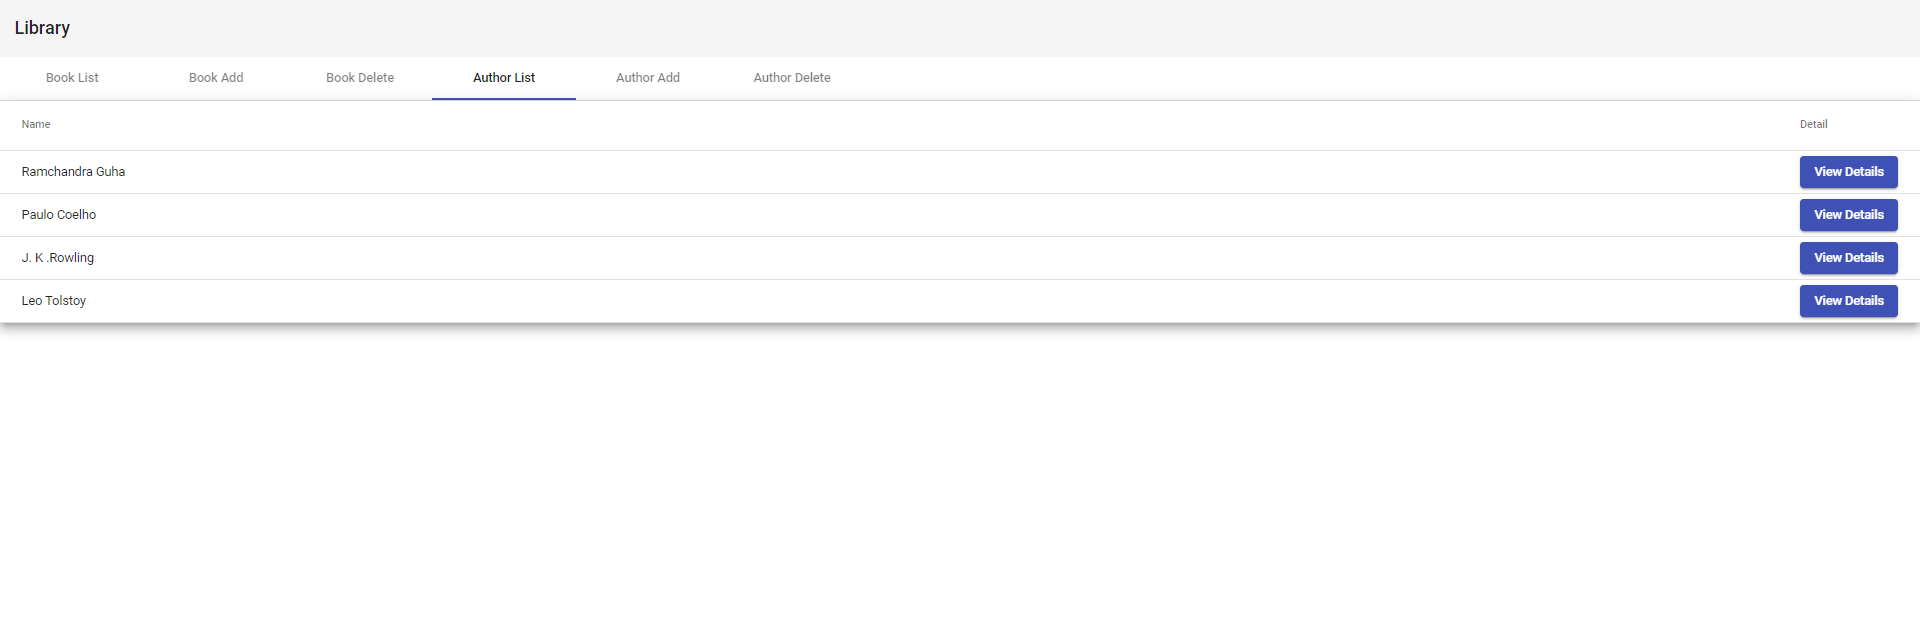 Library
Book List Book Add Book Delete Author List Author Add Author Delete
Name Detail
Ramchandra Guha View Details
Paulo Coelho View Details
J. K .Rowling View Details
Leo Tolstoy View Details